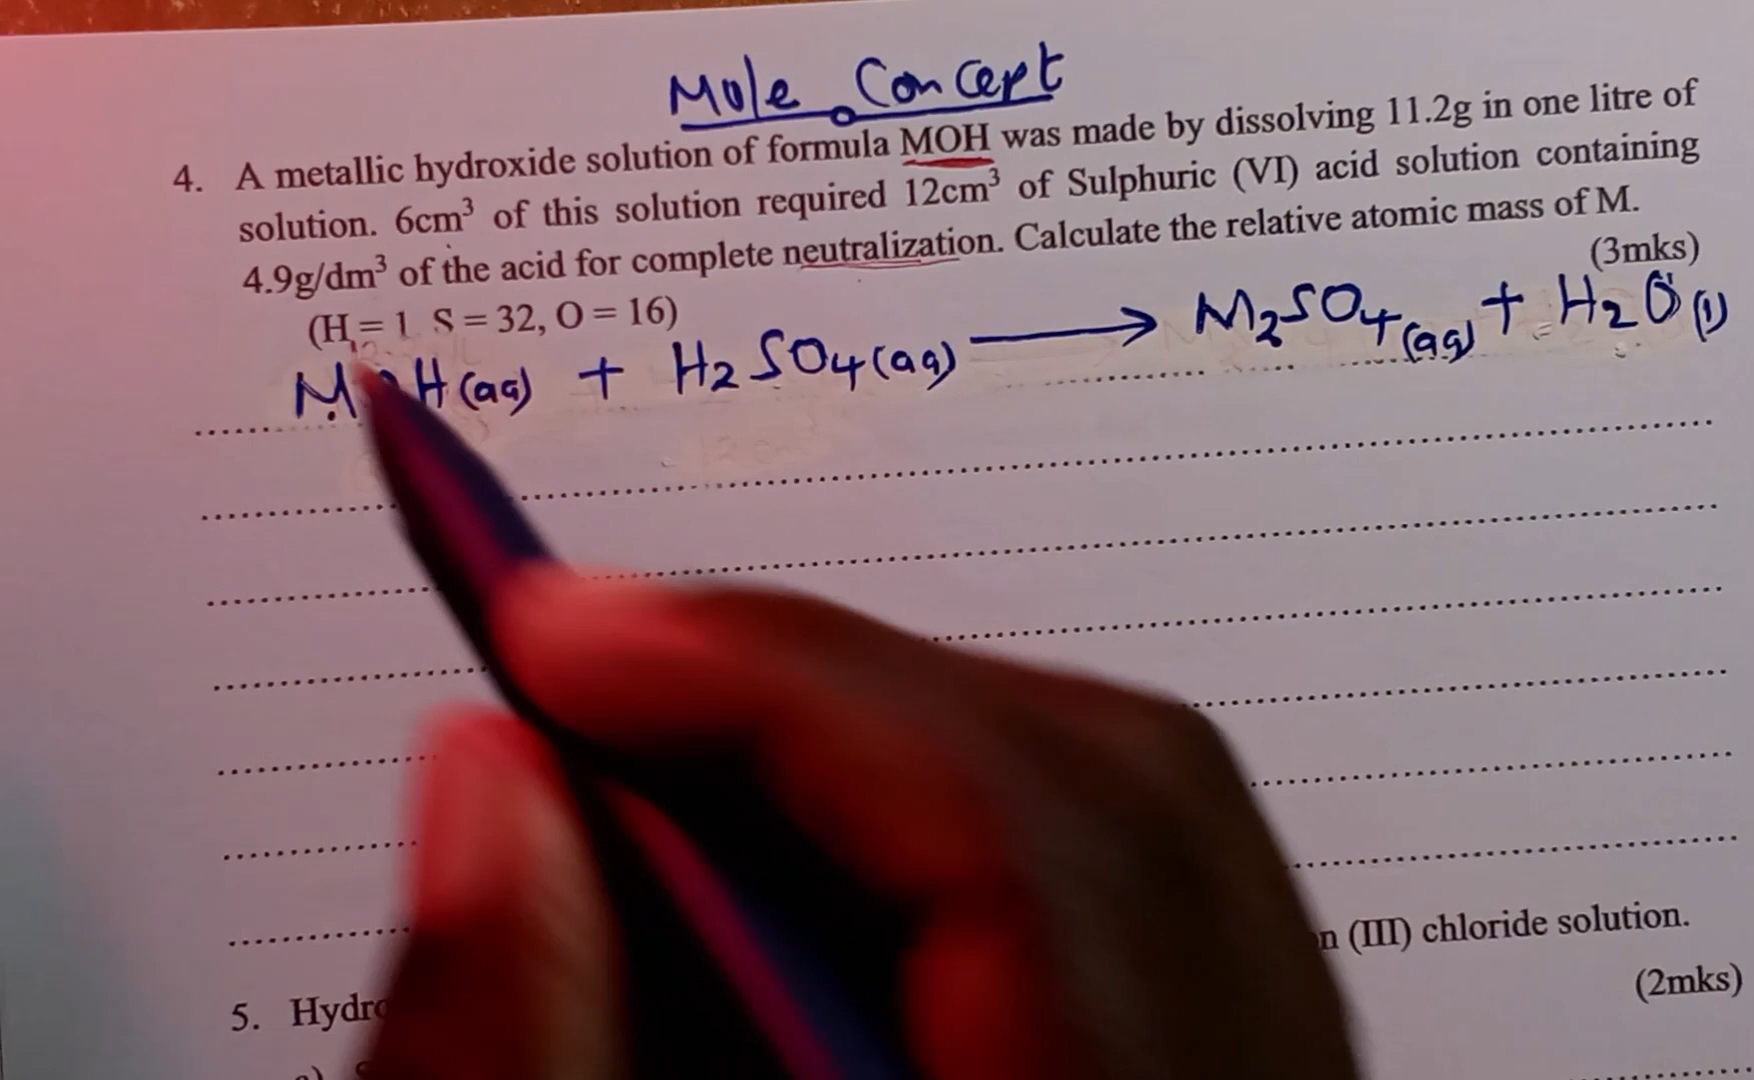 Mole Concept
4. A metallic hydroxide solution of formula MOH was made by dissolving 11.2g in one litre of
solution. 6cm³ of this solution required 12cm³ of Sulphuric (VI) acid solution containing
4.9g/dm³ of the acid for complete neutralization. Calculate the relative atomic mass of M.
(3mks)
(H = 1 S = 32, O = 16)
MOH(aq) + H₂SO₄(aq) → M₂SO₄(aq) + H₂O(l)
n (III) chloride solution.
(2mks)
5. Hydro
a)